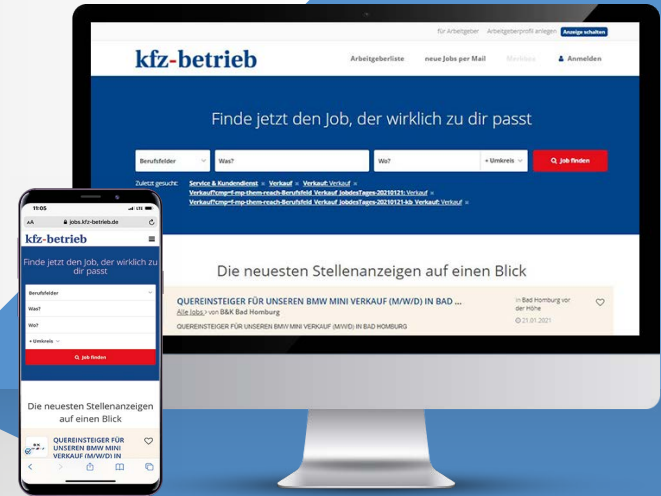 für Arbeitgeber Arbeitgeberprofil anlegen Anzeige schalten
kfz-betrieb
Arbeitgeberliste neue Jobs per Mail Merkliste Anmelden
Finde jetzt den Job, der wirklich zu dir passt
Berufsfelder Was? Wo? + Umkreis Job finden
Zuletzt gesucht: Service & Kundendienst × Verkauf × Verkauf: Verkauf ×
Verkauf?cmp=f-mp-them-reach-Berufsfeld_Verkauf_JobdesTages-20210121: Verkauf ×
Verkauf?cmp=f-mp-them-reach-Berufsfeld_Verkauf_JobdesTages-20210121-kb_Verkauf: Verkauf ×
Die neuesten Stellenanzeigen auf einen Blick
QUEREINSTEIGER FÜR UNSEREN BMW MINI VERKAUF (M/W/D) IN BAD ...
Alle Jobs > von B&K Bad Homburg
QUEREINSTEIGER FÜR UNSEREN BMW MINI VERKAUF (M/W/D) IN BAD HOMBURG
in Bad Homburg vor
der Höhe
21.01.2021
11:05 LTE
AA jobs.kfz-betrieb.de
kfz-betrieb
Finde jetzt den Job, der wirklich zu
dir passt
Berufsfelder
Was?
Wo?
+ Umkreis
Job finden
Die neuesten Stellenanzeigen
auf einen Blick
QUEREINSTEIGER FÜR
UNSEREN BMW MINI
VERKAUF (M/W/D) IN